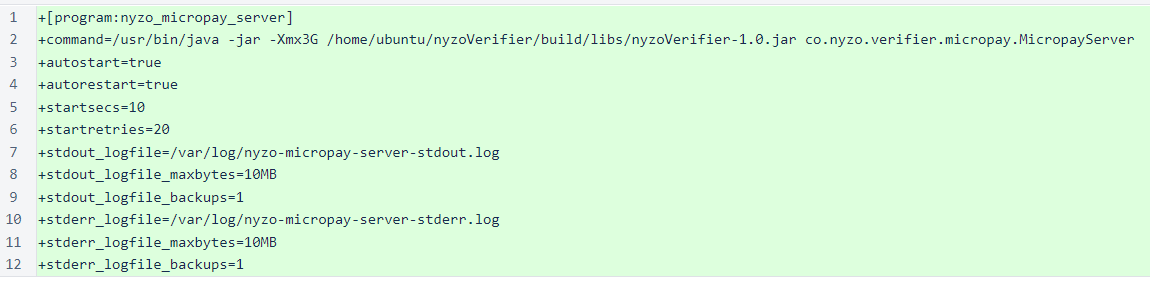 1 +[program:nyzo_micropay_server]
2 +command=/usr/bin/java -jar -Xmx3G /home/ubuntu/nyzoVerifier/build/libs/nyzoVerifier-1.0.jar co.nyzo.verifier.micropay.MicropayServer
3 +autostart=true
4 +autorestart=true
5 +startsecs=10
6 +startretries=20
7 +stdout_logfile=/var/log/nyzo-micropay-server-stdout.log
8 +stdout_logfile_maxbytes=10MB
9 +stdout_logfile_backups=1
10 +stderr_logfile=/var/log/nyzo-micropay-server-stderr.log
11 +stderr_logfile_maxbytes=10MB
12 +stderr_logfile_backups=1